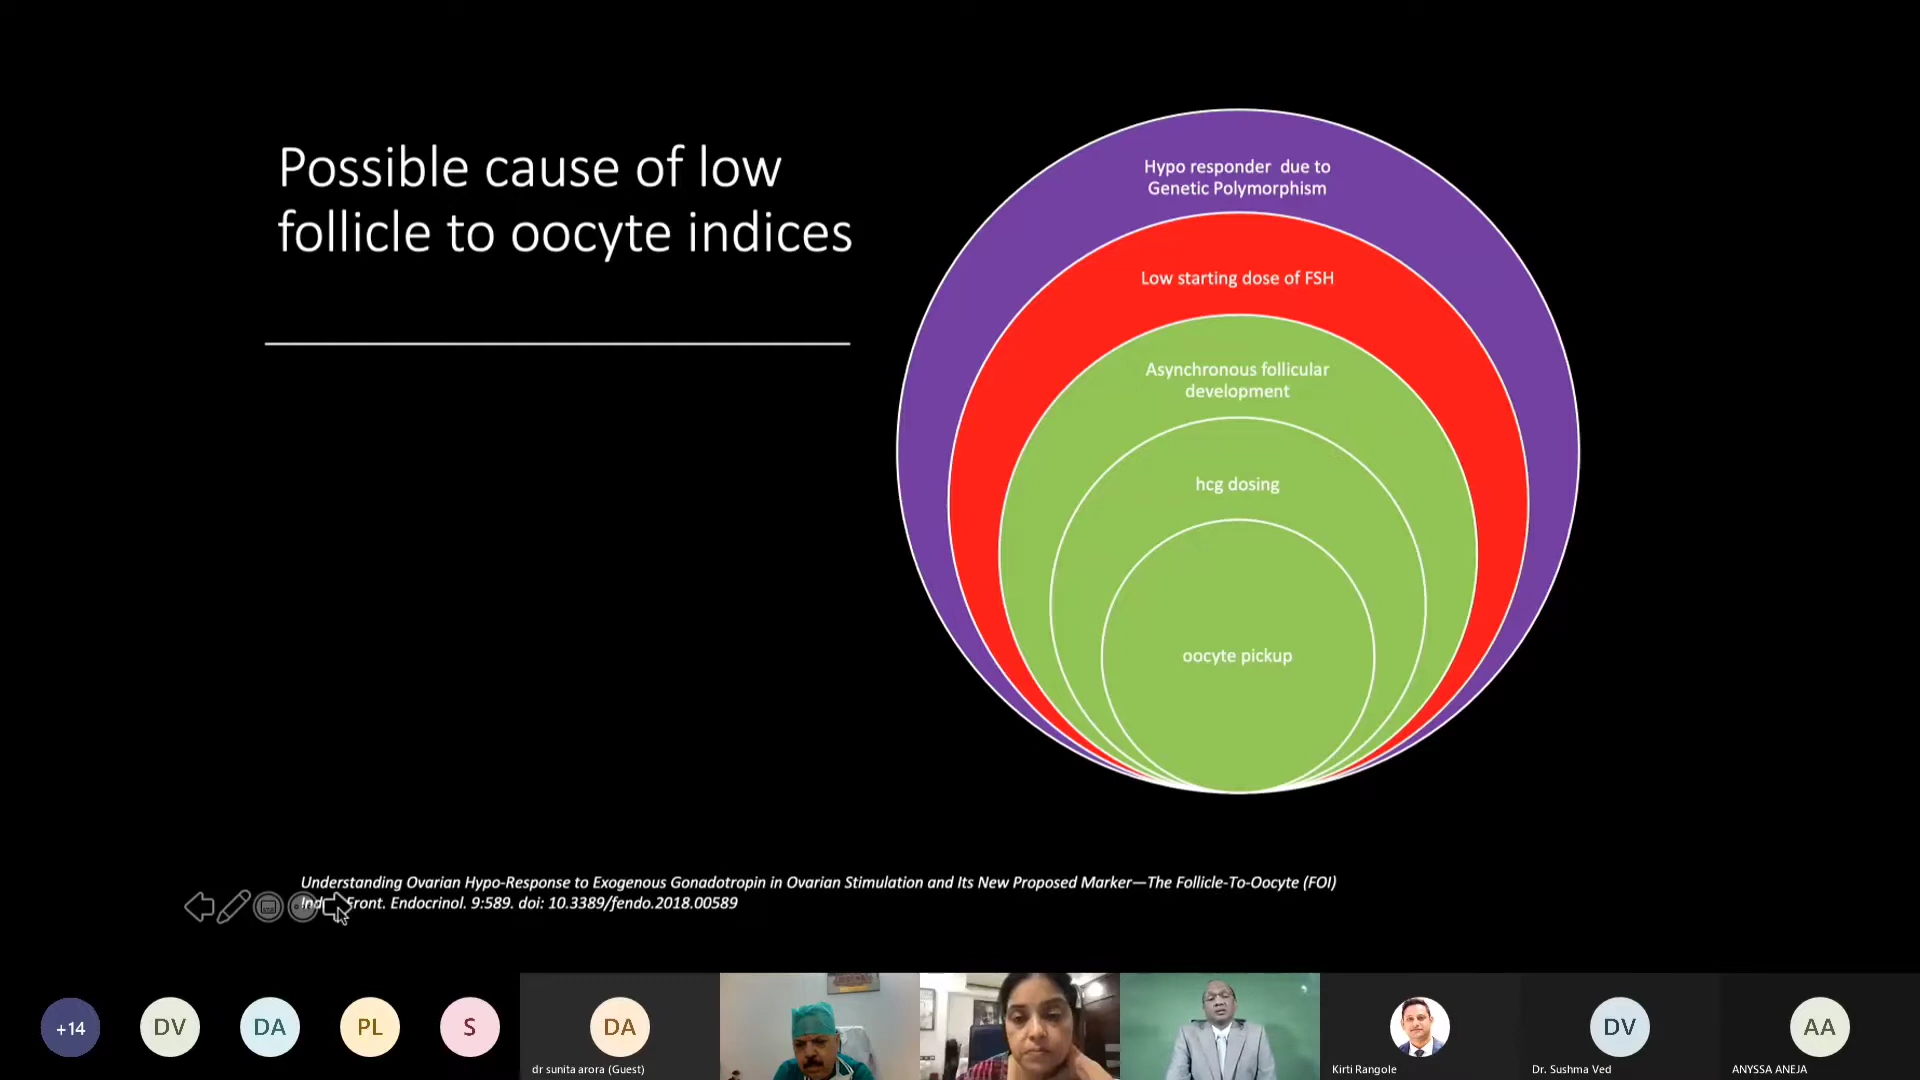 Possible cause of low
follicle to oocyte indices
Hypo responder due to
Genetic Polymorphism
Low starting dose of FSH
Asynchronous follicular
development
hcg dosing
oocyte pickup
Understanding Ovarian Hypo-Response to Exogenous Gonadotropin in Ovarian Stimulation and Its New Proposed Marker—The Follicle-To-Oocyte (FOI)
Front. Endocrinol. 9:589. doi: 10.3389/fendo.2018.00589
+14
DV
DA
PL
S
DA
dr sunita arora (Guest)
Kirti Rangole
DV
Dr. Sushma Ved
AA
ANYSSA ANEJA